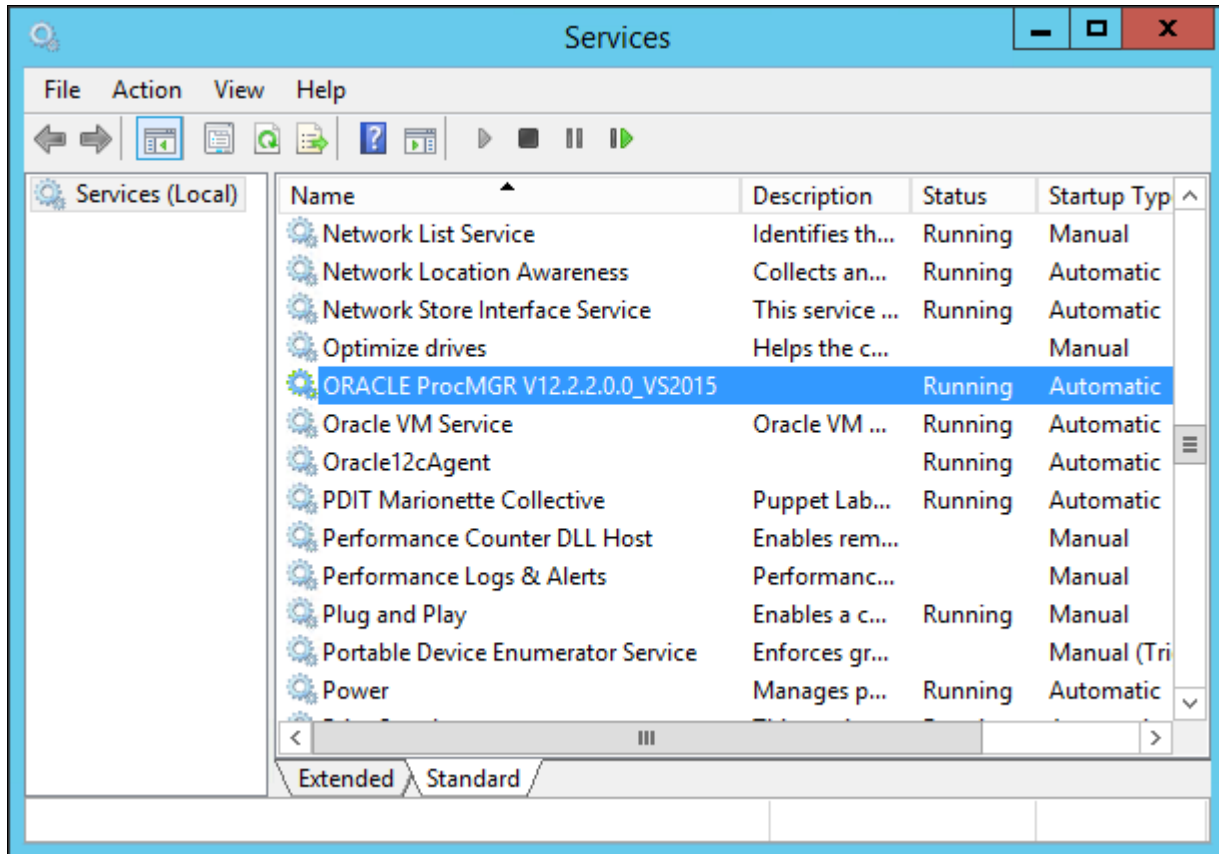 Services
File Action View Help
Services (Local)
Name Description Status Startup Typ
Network List Service Identifies th... Running Manual
Network Location Awareness Collects an... Running Automatic
Network Store Interface Service This service ... Running Automatic
Optimize drives Helps the c... Manual
ORACLE ProcMGR V12.2.2.0.0_VS2015 Running Automatic
Oracle VM Service Oracle VM ... Running Automatic
Oracle12cAgent Running Automatic
PDIT Marionette Collective Puppet Lab... Running Automatic
Performance Counter DLL Host Enables rem... Manual
Performance Logs & Alerts Performanc... Manual
Plug and Play Enables a c... Running Manual
Portable Device Enumerator Service Enforces gr... Manual (Tri
Power Manages p... Running Automatic
Extended Standard